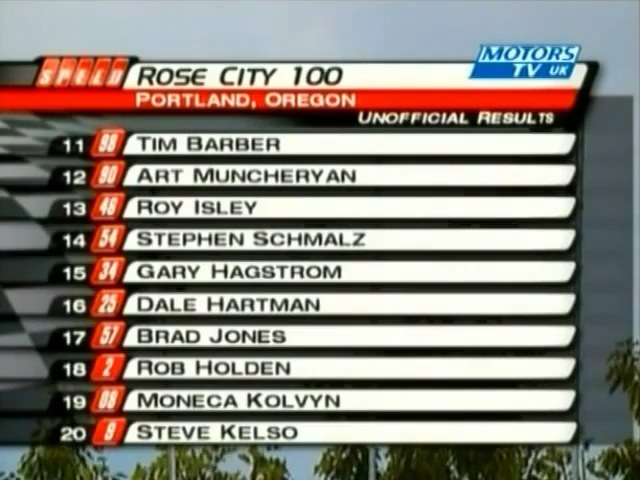 SPEED ROSE CITY 100 MOTORS
TV UK
PORTLAND, OREGON
UNOFFICIAL RESULTS
11 98 TIM BARBER
12 90 ART MUNCHERYAN
13 46 ROY ISLEY
14 54 STEPHEN SCHMALZ
15 34 GARY HAGSTROM
16 25 DALE HARTMAN
17 57 BRAD JONES
18 2 ROB HOLDEN
19 08 MONECA KOLVYN
20 9 STEVE KELSO